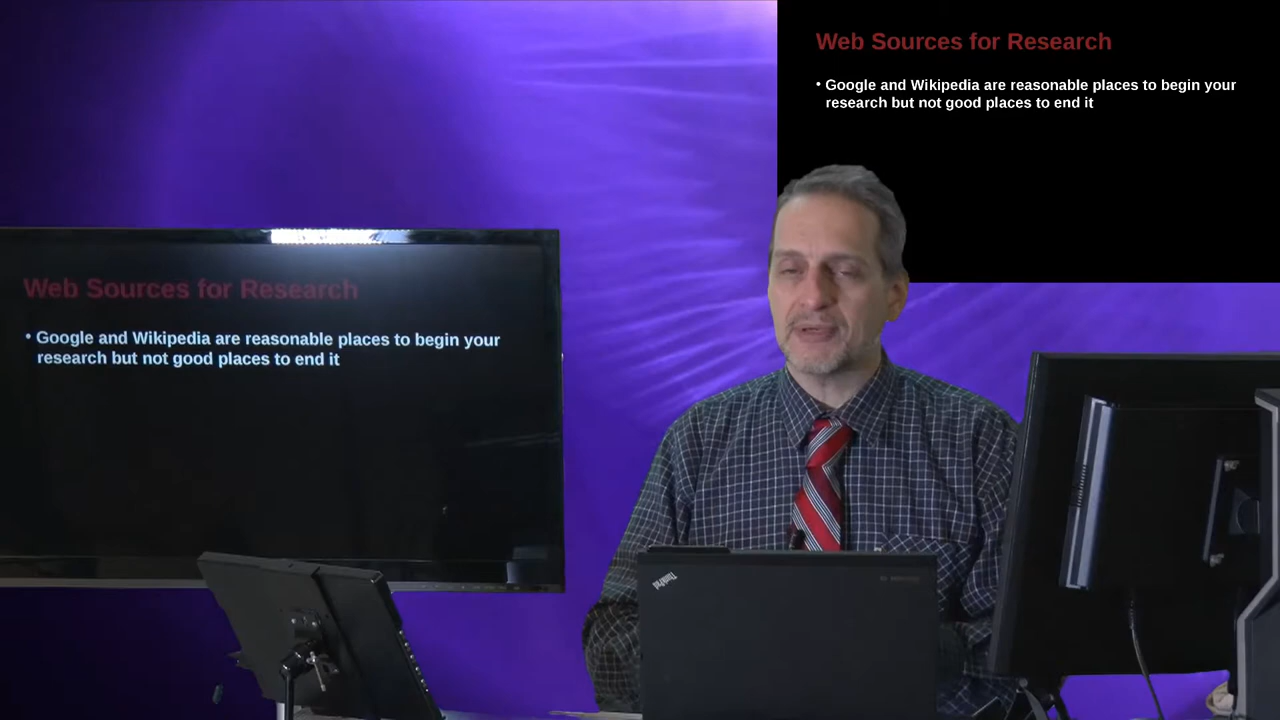 Web Sources for Research
• Google and Wikipedia are reasonable places to begin your
research but not good places to end it
Web Sources for Research
• Google and Wikipedia are reasonable places to begin your
research but not good places to end it
ThinkPad